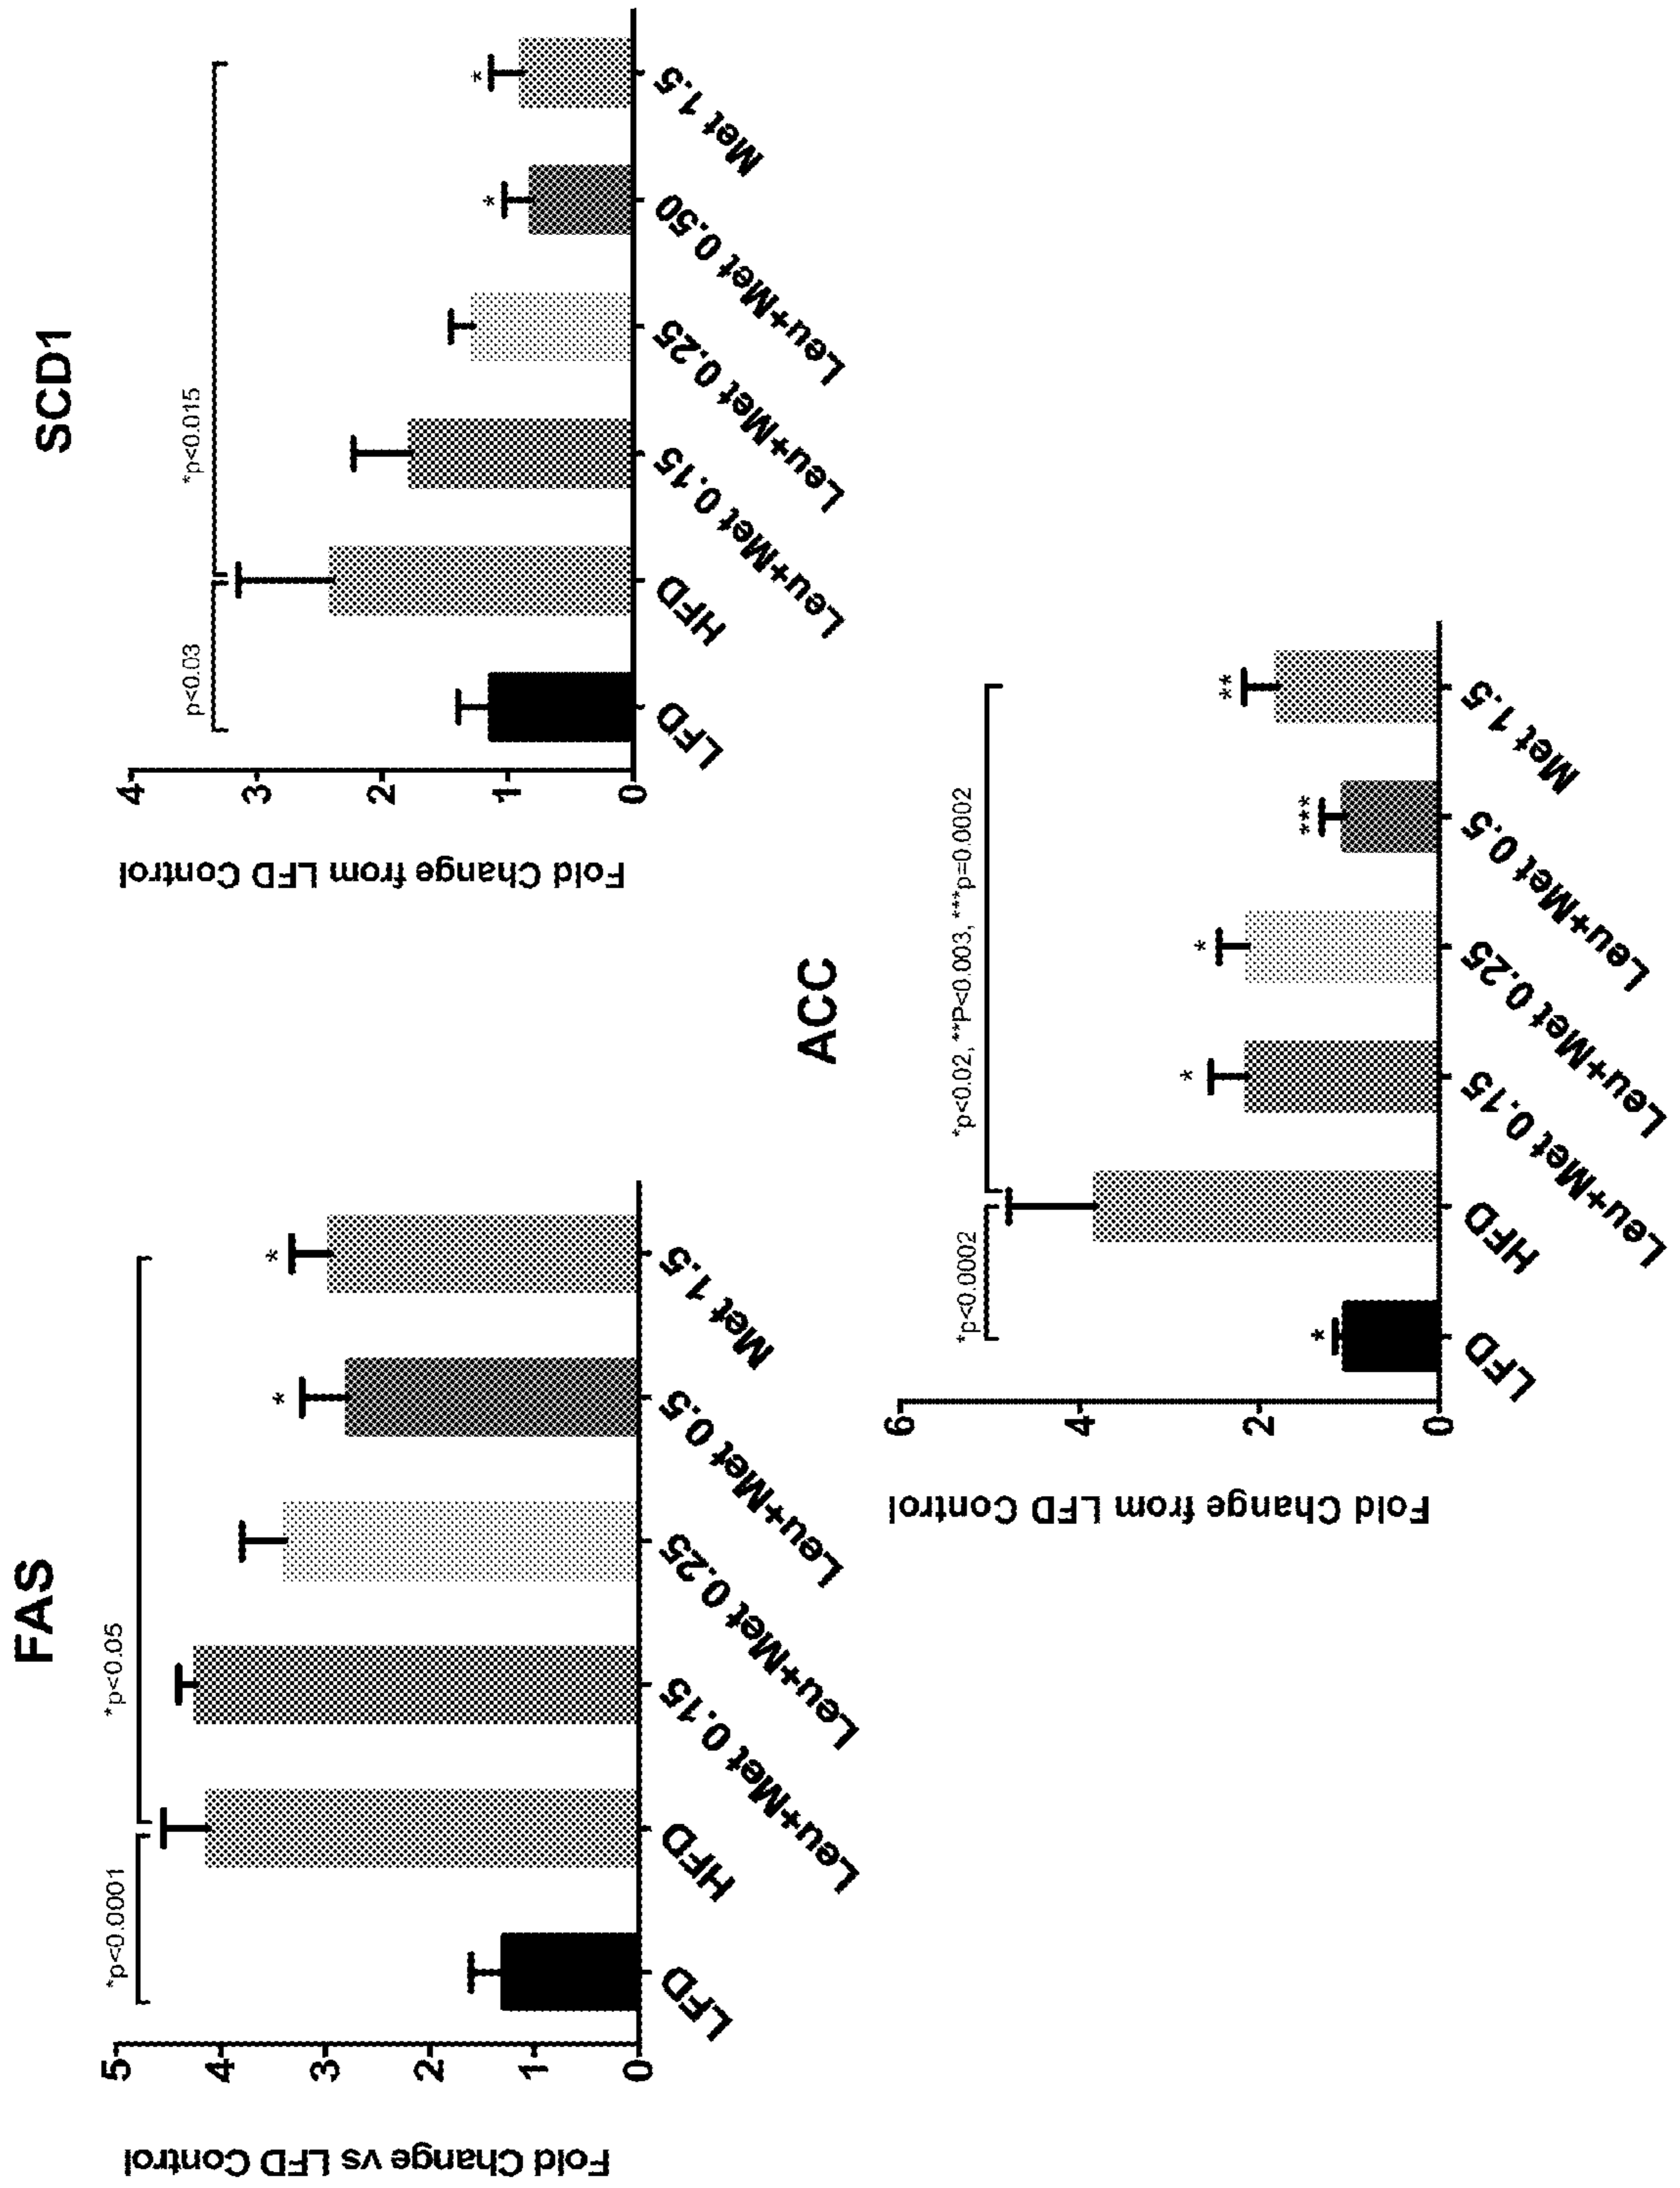 FAS
Fold Change vs LFD Control
5
4
3
2
1
0
*p<0.0001
*p<0.05
*
*
LFD
HFD
Leu+Met 0.15
Leu+Met 0.25
Leu+Met 0.5
Met 1.5
SCD1
Fold Change from LFD Control
4
3
2
1
0
p<0.03
*p<0.015
*
*
LFD
HFD
Leu+Met 0.15
Leu+Met 0.25
Leu+Met 0.50
Met 1.5
ACC
Fold Change from LFD Control
6
4
2
0
*p<0.0002
*p<0.02, **P<0.003, ***p=0.0002
*
*
*
***
**
LFD
HFD
Leu+Met 0.15
Leu+Met 0.25
Leu+Met 0.5
Met 1.5